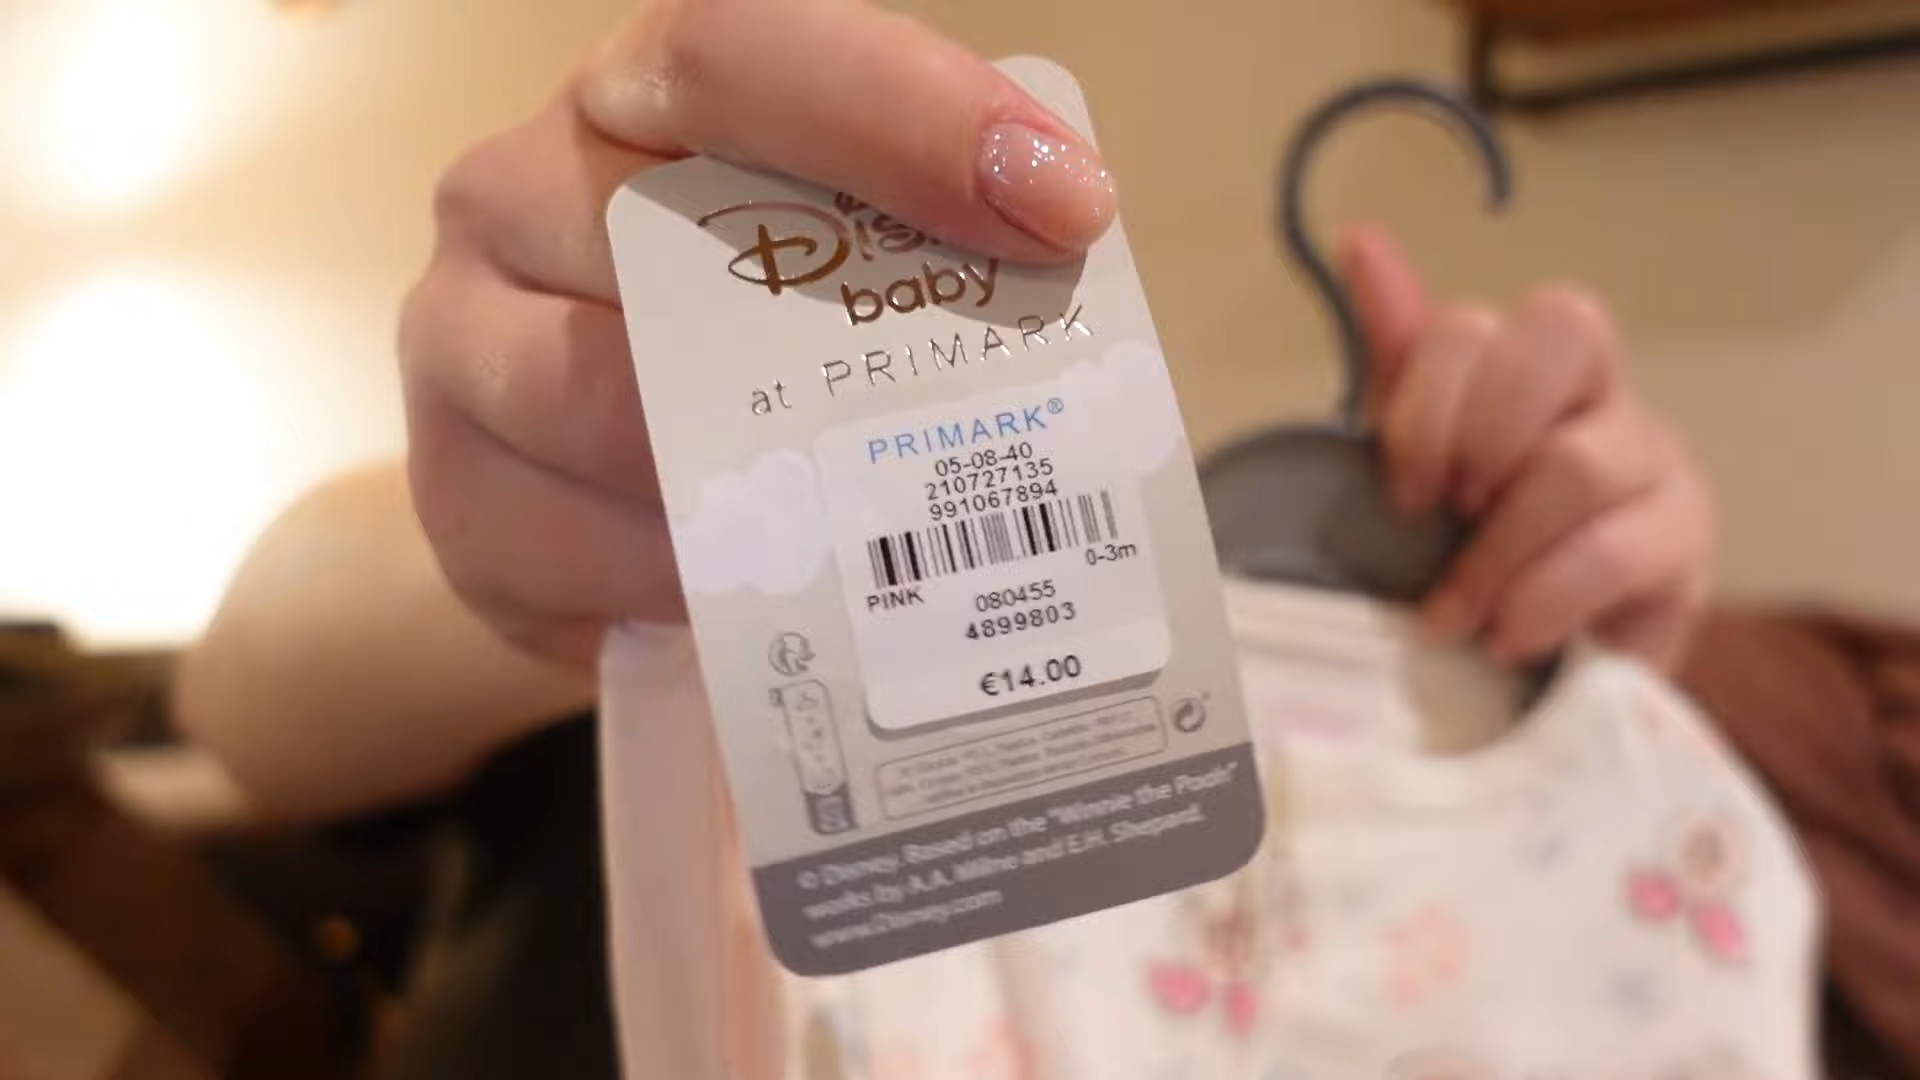 Disney
baby
at PRIMARK
PRIMARK®
05-08-40
210727135
991067894
0-3m
PINK
080455
4899803
€14.00
© Disney. Based on the "Winnie the Pooh"
works by A.A. Milne and E.H. Shepard.
www.Disney.com